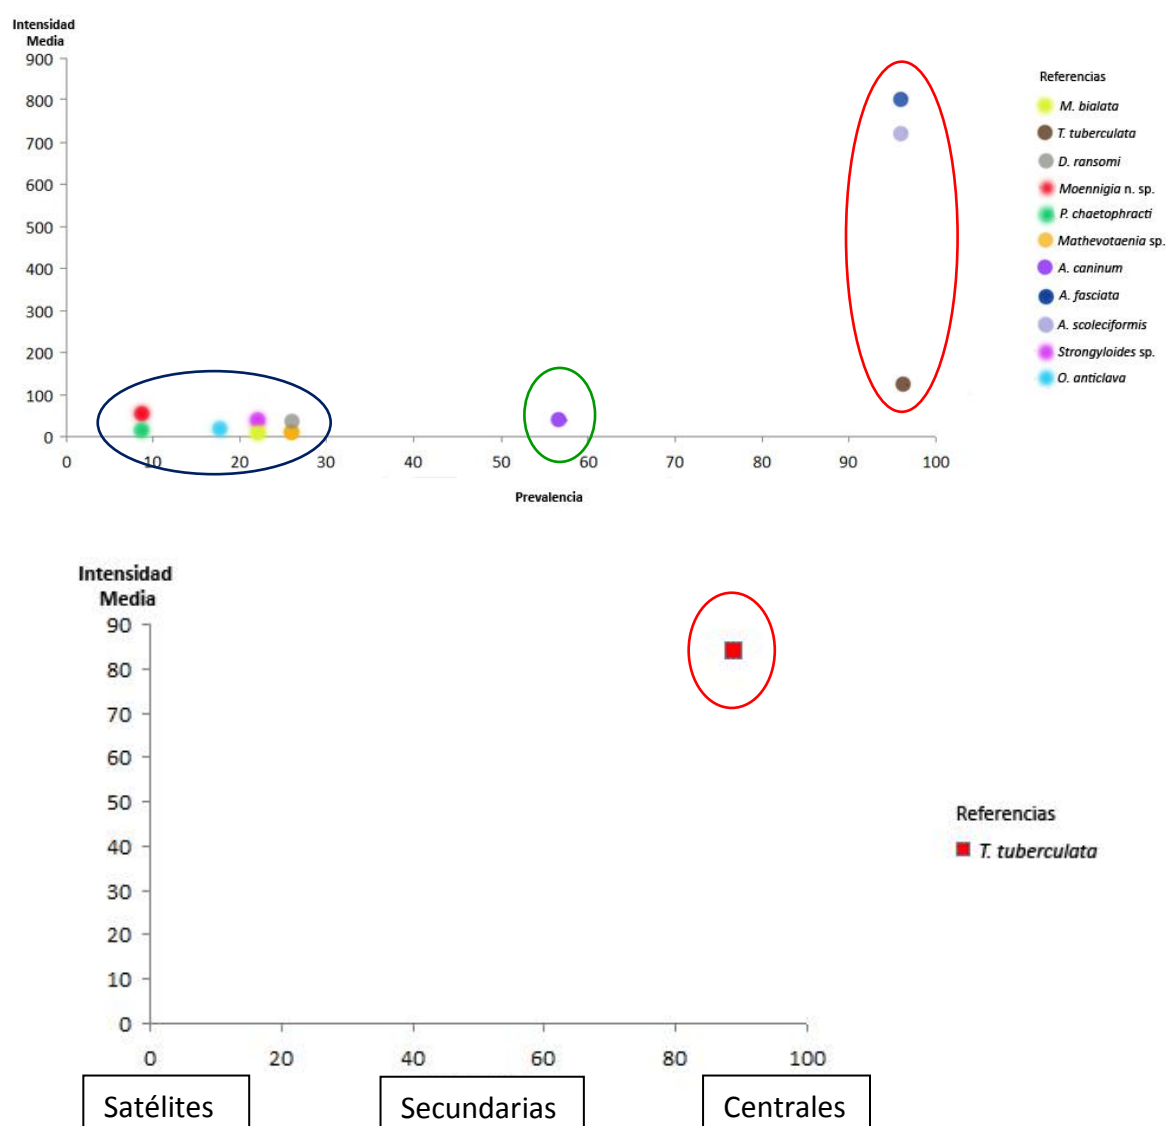 Intensidad
Media
900
800
700
600
500
400
300
200
100
0
0 10 20 30 40 50 60 70 80 90 100
Prevalencia
Referencias
M. bialata
T. tuberculata
D. ransomi
Moennigia n. sp.
P. chaetophracti
Mathevotaenia sp.
A. caninum
A. fasciata
A. scoleciformis
Strongyloides sp.
O. anticlava
Intensidad
Media
90
80
70
60
50
40
30
20
10
0
0 20 40 60 80 100
Referencias
T. tuberculata
Satélites Secundarias Centrales